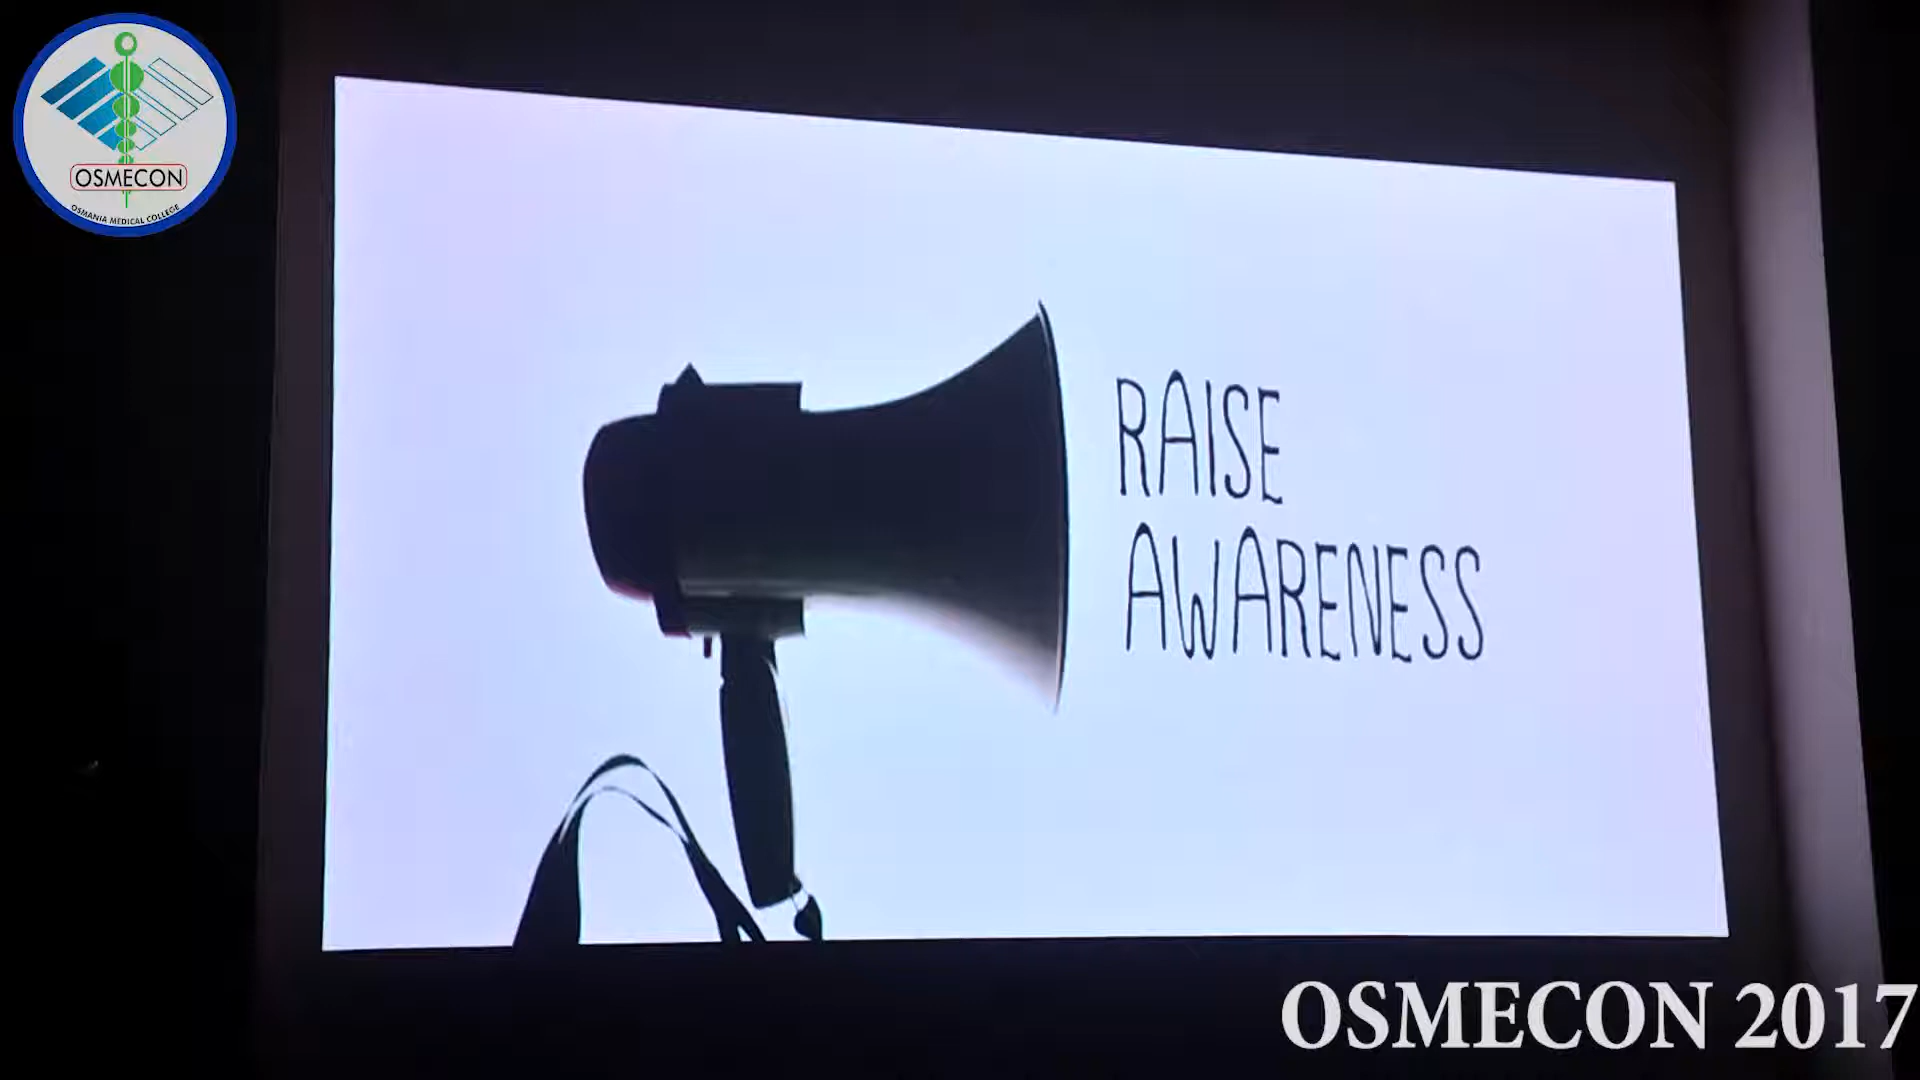 OSMECON
OSMANIA MEDICAL COLLEGE
RAISE
AWARENESS
OSMECON 2017